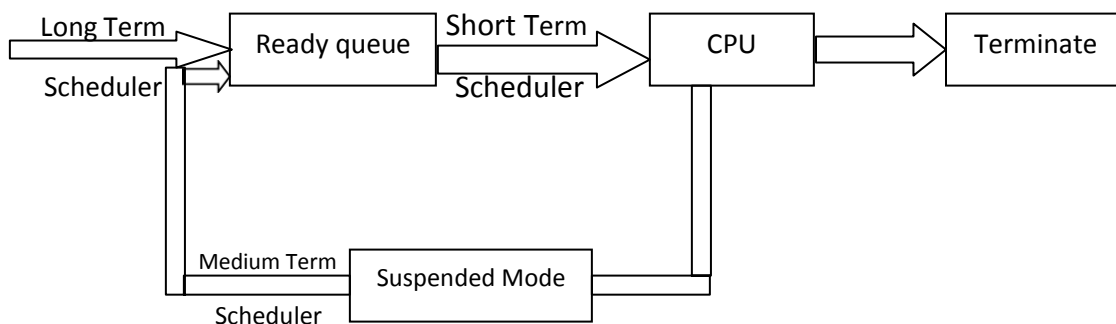 Long Term
Scheduler
Ready queue
Short Term
Scheduler
CPU
Terminate
Medium Term
Scheduler
Suspended Mode